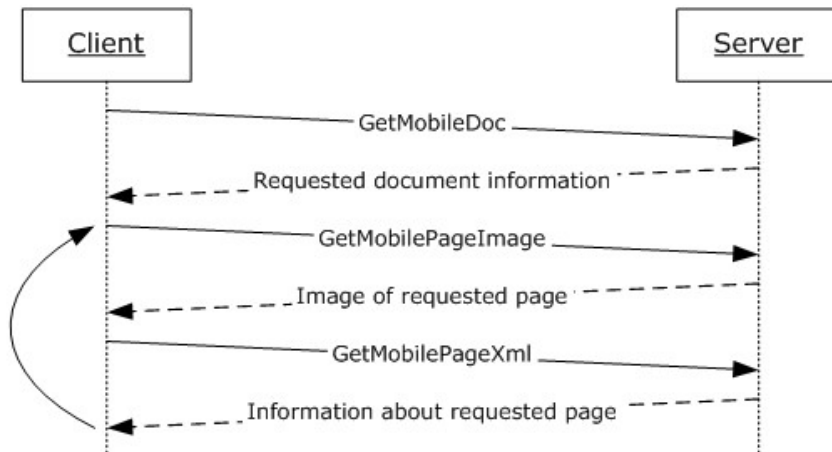 Client
Server
GetMobileDoc
Requested document information
GetMobilePageImage
Image of requested page
GetMobilePageXml
Information about requested page